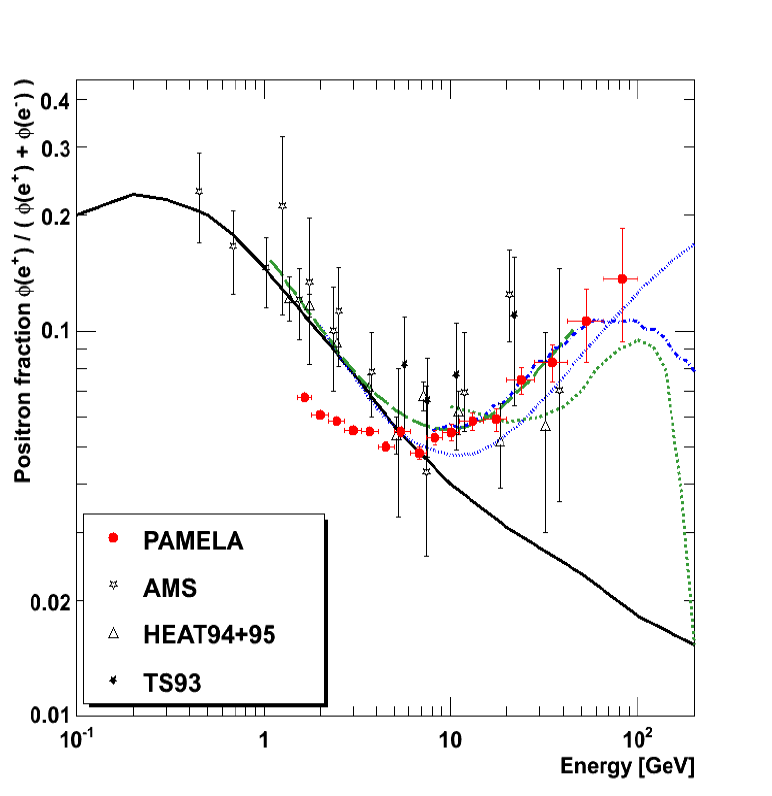 Positron fraction ϕ(e⁺) / ( ϕ(e⁺) + ϕ(e⁻) )
0.4
0.3
0.2
0.1
0.02
0.01
PAMELA
AMS
HEAT94+95
TS93
10⁻¹
1
10
10²
Energy [GeV]